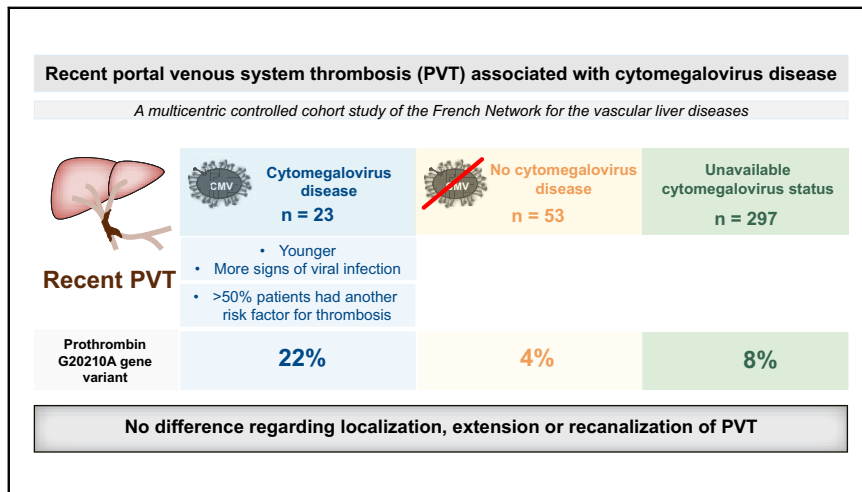 Recent portal venous system thrombosis (PVT) associated with cytomegalovirus disease
A multicentric controlled cohort study of the French Network for the vascular liver diseases
CMV
Cytomegalovirus
disease
n = 23
MV
No cytomegalovirus
disease
n = 53
Unavailable
cytomegalovirus status
n = 297
Recent PVT
• Younger
• More signs of viral infection
• >50% patients had another
risk factor for thrombosis
Prothrombin
G20210A gene
variant
22%
4%
8%
No difference regarding localization, extension or recanalization of PVT